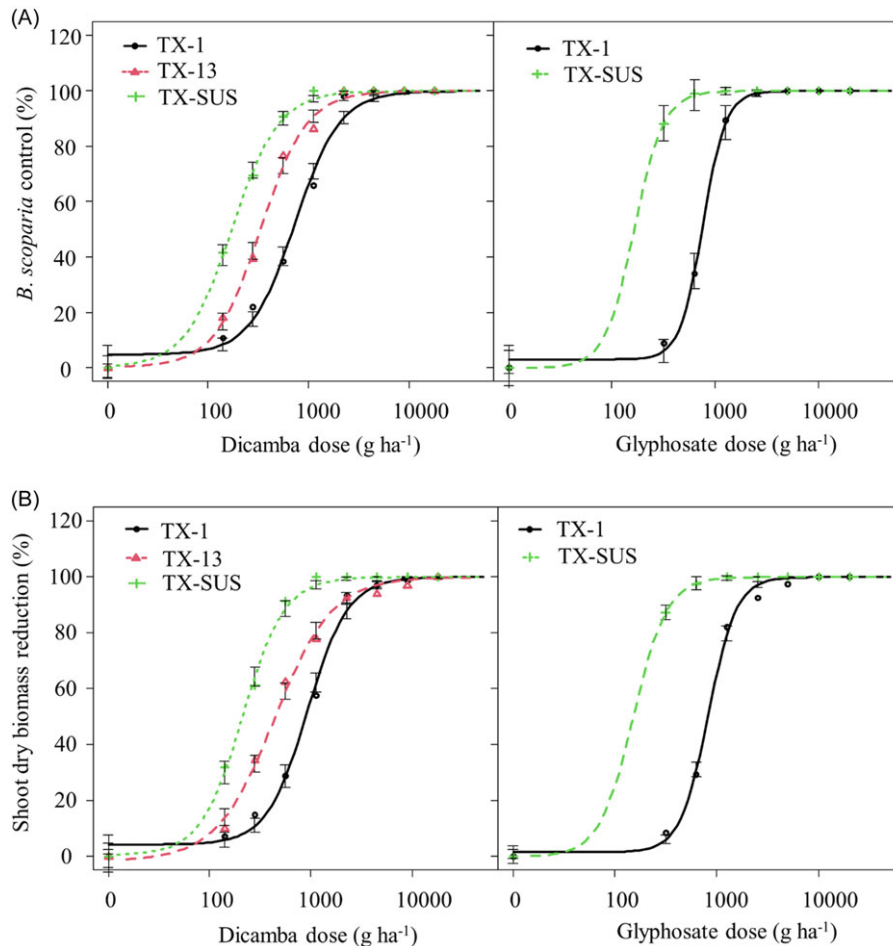 (A)
B. scoparia control (%)
120
100
80
60
40
20
0
TX-1
TX-13
TX-SUS
0 100 1000 10000
Dicamba dose (g ha⁻¹)
TX-1
TX-SUS
0 100 1000 10000
Glyphosate dose (g ha⁻¹)
(B)
Shoot dry biomass reduction (%)
120
100
80
60
40
20
0
TX-1
TX-13
TX-SUS
0 100 1000 10000
Dicamba dose (g ha⁻¹)
TX-1
TX-SUS
0 100 1000 10000
Glyphosate dose (g ha⁻¹)